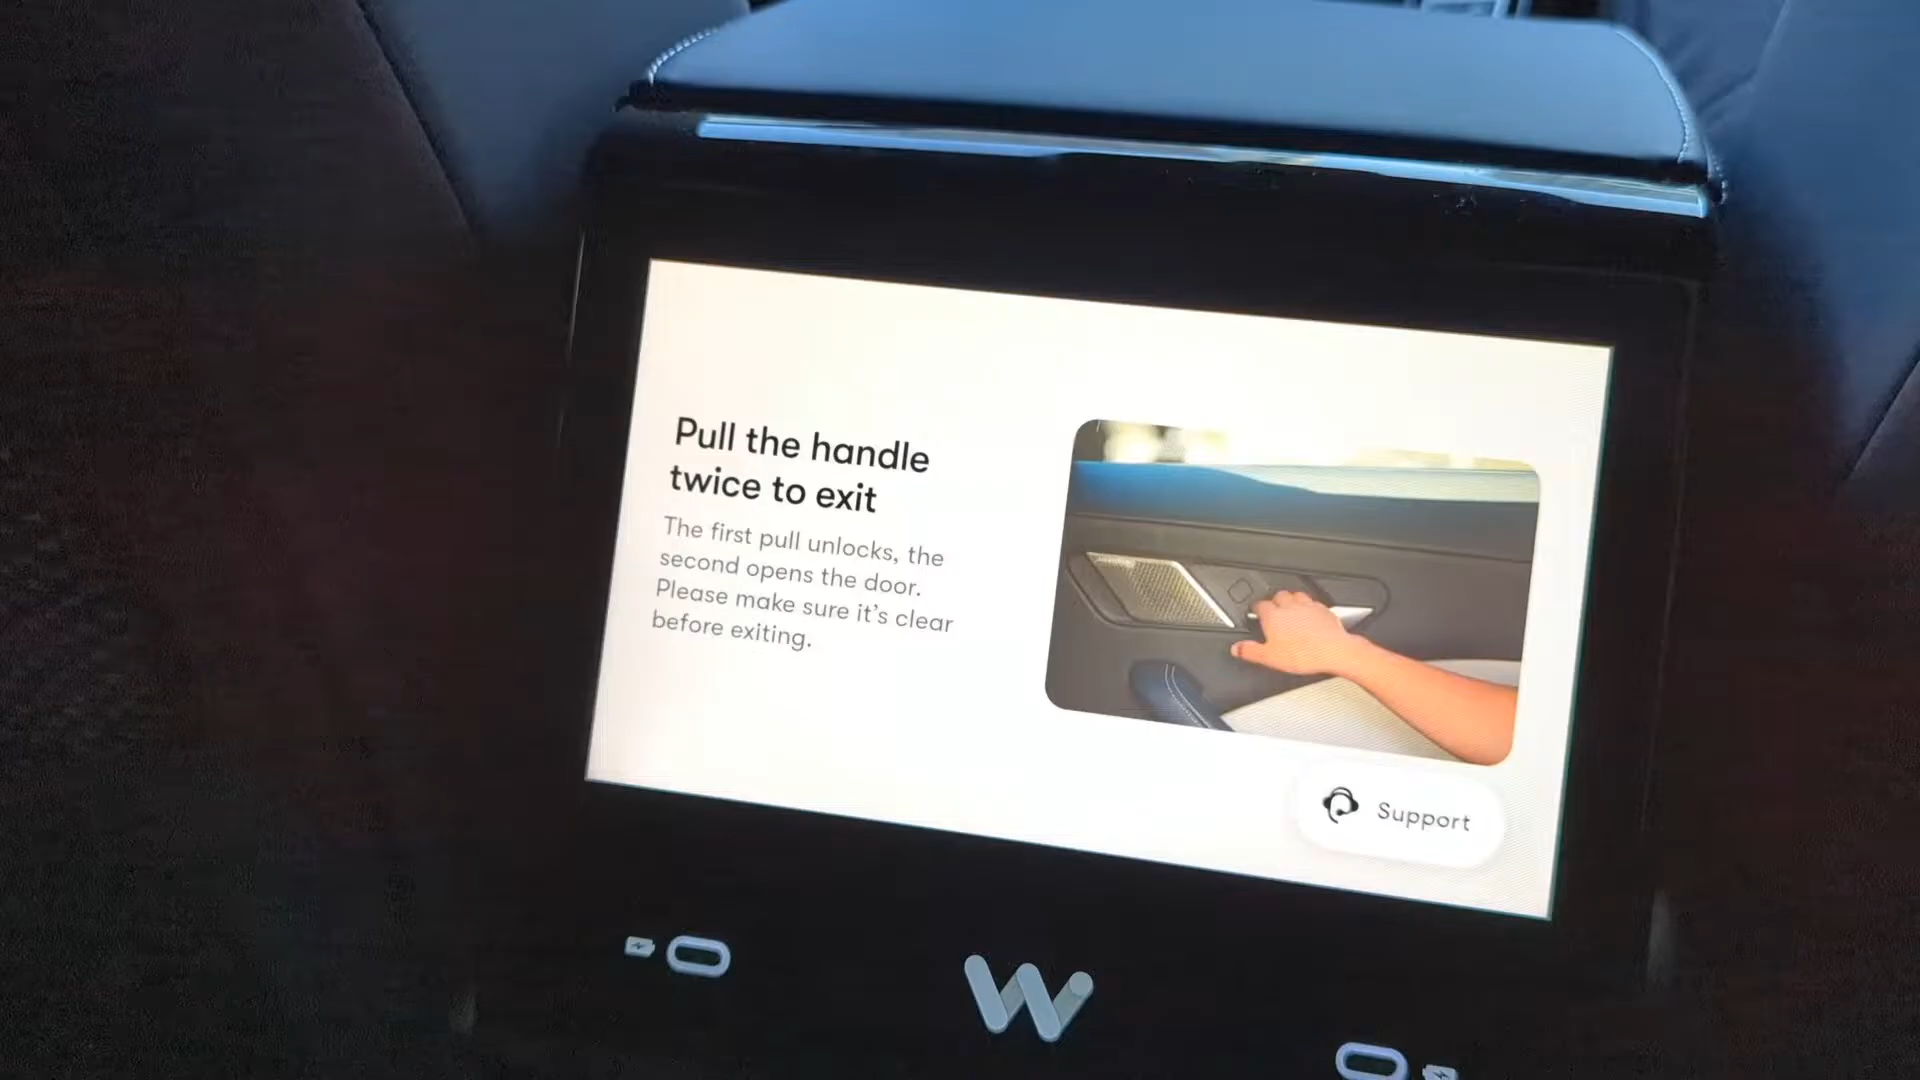 Pull the handle
twice to exit
The first pull unlocks, the
second opens the door.
Please make sure it's clear
before exiting.
Support